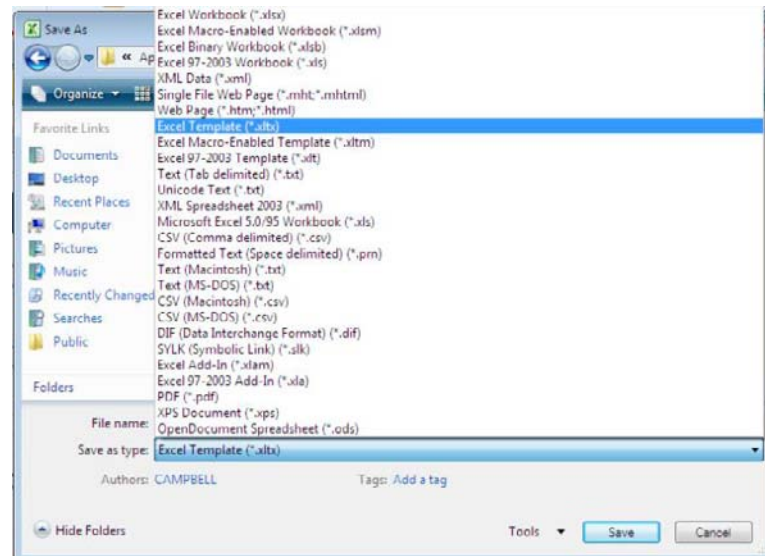 Save As
« Ap
Organize
Favorite Links
Documents
Desktop
Recent Places
Computer
Pictures
Music
Recently Changed
Searches
Public
Folders
Excel Workbook (*.xlsx)
Excel Macro-Enabled Workbook (*.xlsm)
Excel Binary Workbook (*.xlsb)
Excel 97-2003 Workbook (*.xls)
XML Data (*.xml)
Single File Web Page (*.mht;*.mhtml)
Web Page (*.htm;*.html)
Excel Template (*.xltx)
Excel Macro-Enabled Template (*.xltm)
Excel 97-2003 Template (*.xlt)
Text (Tab delimited) (*.txt)
Unicode Text (*.txt)
XML Spreadsheet 2003 (*.xml)
Microsoft Excel 5.0/95 Workbook (*.xls)
CSV (Comma delimited) (*.csv)
Formatted Text (Space delimited) (*.prn)
Text (Macintosh) (*.txt)
Text (MS-DOS) (*.txt)
CSV (Macintosh) (*.csv)
CSV (MS-DOS) (*.csv)
DIF (Data Interchange Format) (*.dif)
SYLK (Symbolic Link) (*.slk)
Excel Add-In (*.xlam)
Excel 97-2003 Add-In (*.xla)
PDF (*.pdf)
XPS Document (*.xps)
OpenDocument Spreadsheet (*.ods)
File name:
Save as type: Excel Template (*.xltx)
Authors: CAMPBELL Tags: Add a tag
Hide Folders Tools Save Cancel